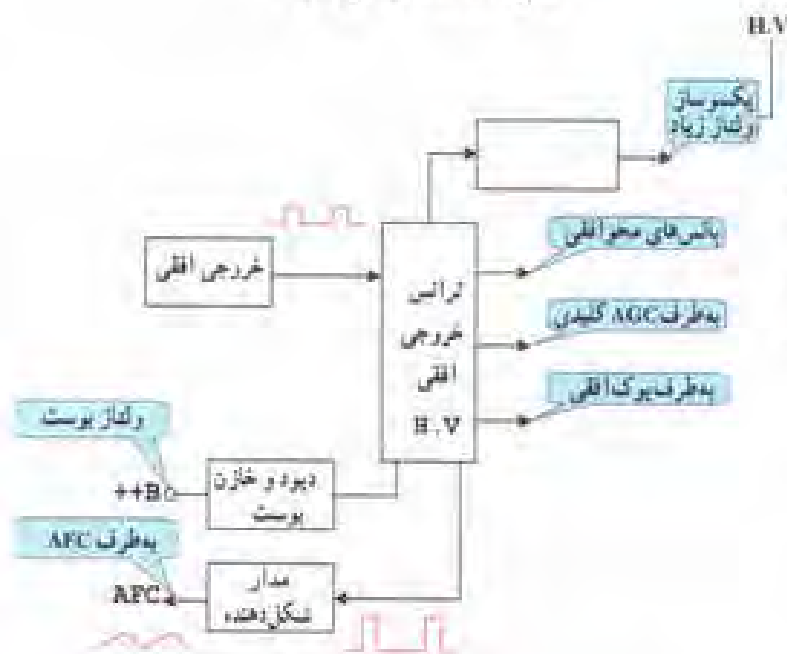 H.V
یکسوساز
ولتاژ زیاد
پالس‌های محو افقی
خروجی افقی
ترانس
خروجی
افقی
H.V
به‌طرف AGC کلیدی
به‌طرف یوک افقی
ولتاژ بوست
++B
دیود و خازن
بوست
به‌طرف AFC
AFC
مدار
شکل‌دهنده